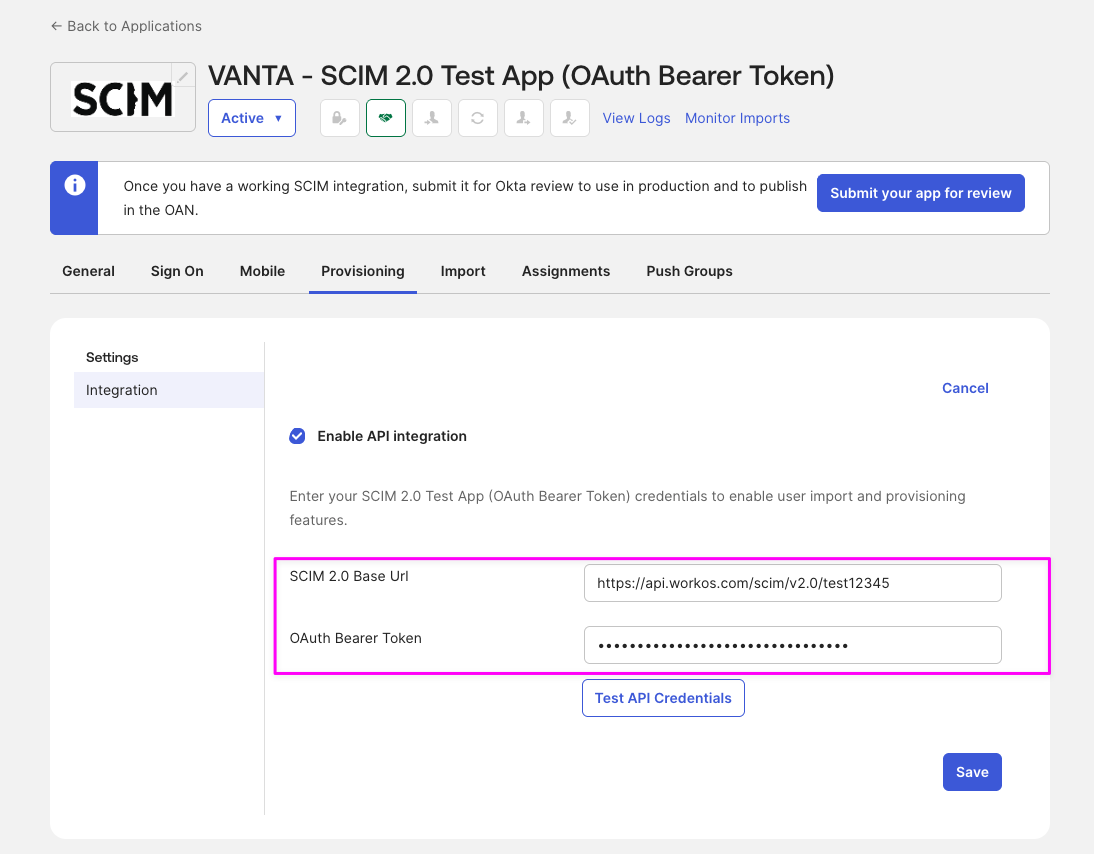 ← Back to Applications
SCIM
VANTA - SCIM 2.0 Test App (OAuth Bearer Token)
Active ▼
View Logs
Monitor Imports
Once you have a working SCIM integration, submit it for Okta review to use in production and to publish
in the OAN.
Submit your app for review
General
Sign On
Mobile
Provisioning
Import
Assignments
Push Groups
Settings
Integration
Cancel
Enable API integration
Enter your SCIM 2.0 Test App (OAuth Bearer Token) credentials to enable user import and provisioning
features.
SCIM 2.0 Base Url
https://api.workos.com/scim/v2.0/test12345
OAuth Bearer Token
••••••••••••••••••••••••••••••••
Test API Credentials
Save